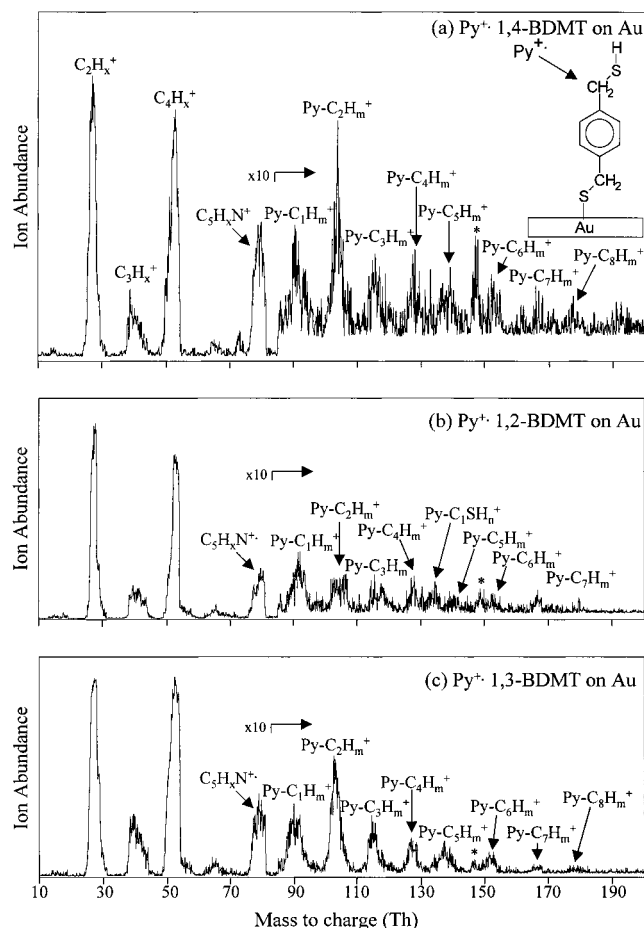 (a) Py⁺· 1,4-BDMT on Au
Ion Abundance
C₂Hₓ⁺
C₃Hₓ⁺
C₄Hₓ⁺
C₅HₓN⁺
x10
Py-C₁Hₘ⁺
Py-C₂Hₘ⁺
Py-C₃Hₘ⁺
Py-C₄Hₘ⁺
Py-C₅Hₘ⁺
*
Py-C₆Hₘ⁺
Py-C₇Hₘ⁺
Py-C₈Hₘ⁺
Py⁺·
H
S
CH₂
CH₂
S
Au
(b) Py⁺· 1,2-BDMT on Au
Ion Abundance
C₅HₓN⁺·
x10
Py-C₁Hₘ⁺
Py-C₂Hₘ⁺
Py-C₃Hₘ
Py-C₄Hₘ⁺
Py-C₁SHₙ⁺
Py-C₅Hₘ⁺
*
Py-C₆Hₘ⁺
Py-C₇Hₘ⁺
(c) Py⁺· 1,3-BDMT on Au
Ion Abundance
C₅HₓN⁺·
x10
Py-C₁Hₘ⁺
Py-C₂Hₘ⁺
Py-C₃Hₘ⁺
Py-C₄Hₘ⁺
Py-C₅Hₘ⁺
*
Py-C₆Hₘ⁺
Py-C₇Hₘ⁺
Py-C₈Hₘ⁺
10 30 50 70 90 110 130 150 170 190
Mass to charge (Th)